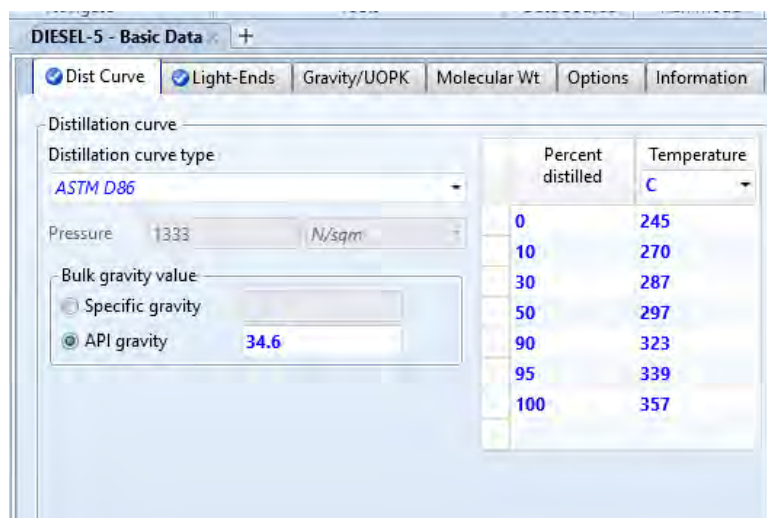 DIESEL-5 - Basic Data × +
Dist Curve Light-Ends Gravity/UOPK Molecular Wt Options Information
Distillation curve
Distillation curve type
ASTM D86
Pressure 1333 N/sqm
Bulk gravity value
Specific gravity
API gravity 34.6
Percent distilled Temperature
C
0 245
10 270
30 287
50 297
90 323
95 339
100 357